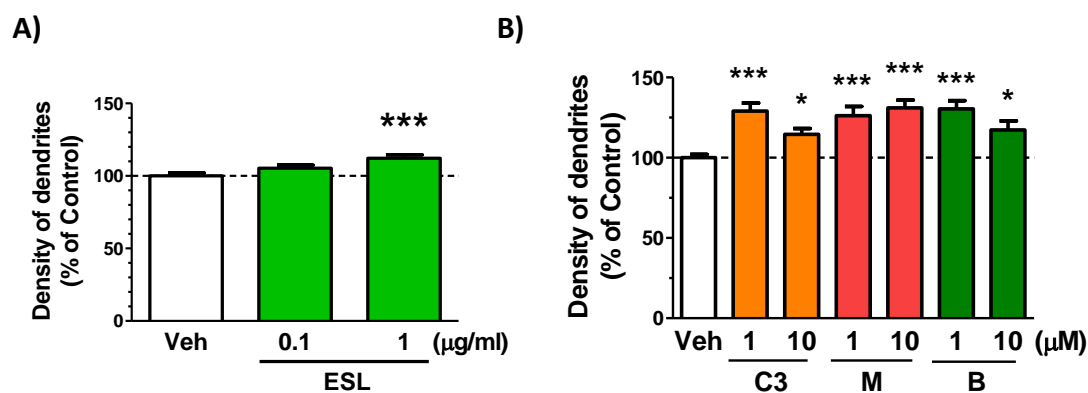 A)
Density of dendrites
(% of Control)
150
100
50
0
***
Veh 0.1 1 (μg/ml)
ESL
B)
Density of dendrites
(% of Control)
150
100
50
0
*** * *** *** *** *
Veh 1 10 1 10 1 10 (μM)
C3 M B